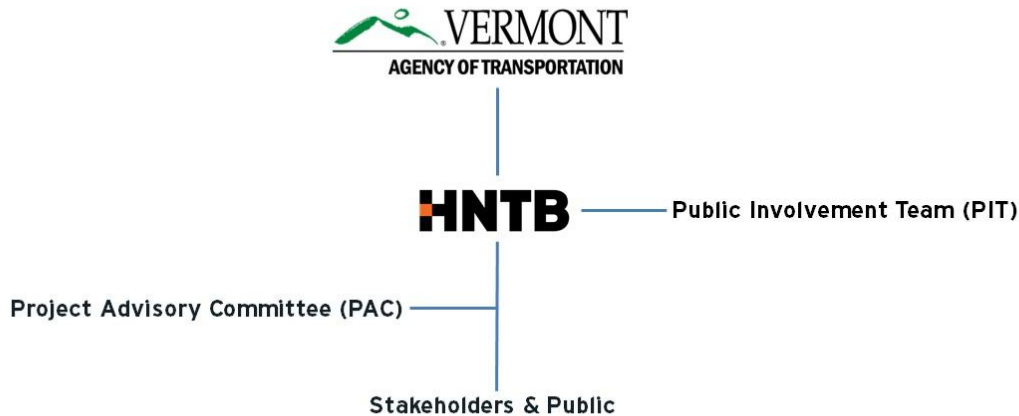 VERMONT
AGENCY OF TRANSPORTATION
HNTB
Public Involvement Team (PIT)
Project Advisory Committee (PAC)
Stakeholders & Public